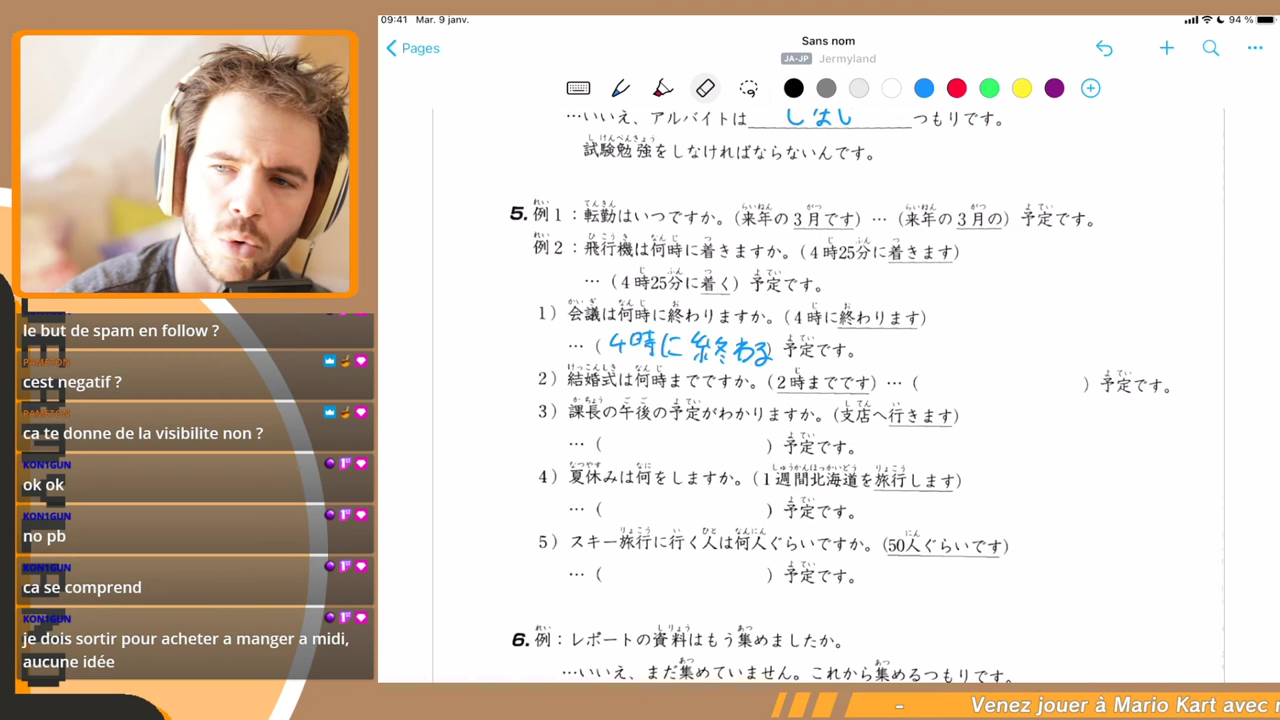 09:41 Mar. 9 janv.
94 %
Pages
Sans nom
JA-JP Jermyland
…いいえ、アルバイトは しない つもりです。
試験勉強をしなければならないんです。
5. 例1：転勤はいつですか。(来年の3月です) … (来年の3月の) 予定です。
例2：飛行機は何時に着きますか。(4時25分に着きます)
… (4時25分に着く) 予定です。
1) 会議は何時に終わりますか。(4時に終わります)
… ( 4時に終わる ) 予定です。
2) 結婚式は何時までですか。(2時までです) … ( ) 予定です。
3) 課長の午後の予定がわかりますか。(支店へ行きます)
… ( ) 予定です。
4) 夏休みは何をしますか。(1週間北海道を旅行します)
… ( ) 予定です。
5) スキー旅行に行く人は何人ぐらいですか。(50人ぐらいです)
… ( ) 予定です。
6. 例：レポートの資料はもう集めましたか。
…いいえ、まだ集めていません。これから集めるつもりです。
le but de spam en follow ?
PAMETON
cest negatif ?
PAMETON
ca te donne de la visibilite non ?
KON1GUN
ok ok
KON1GUN
no pb
KON1GUN
ca se comprend
KON1GUN
je dois sortir pour acheter a manger a midi,
aucune idée
- Venez jouer à Mario Kart avec